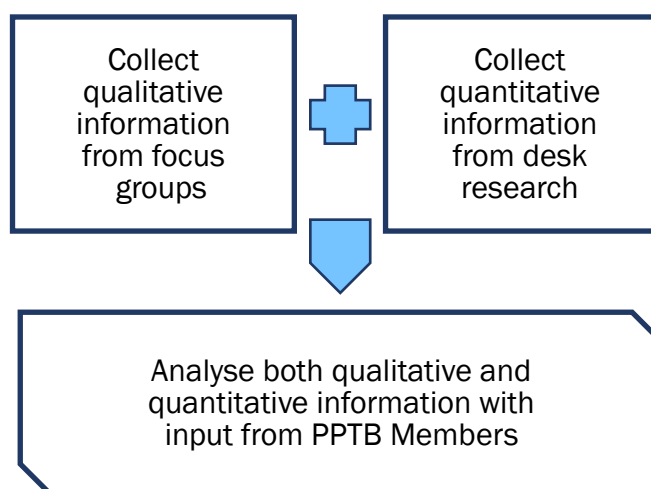 Collect
qualitative
information
from focus
groups
Collect
quantitative
information
from desk
research
Analyse both qualitative and
quantitative information with
input from PPTB Members